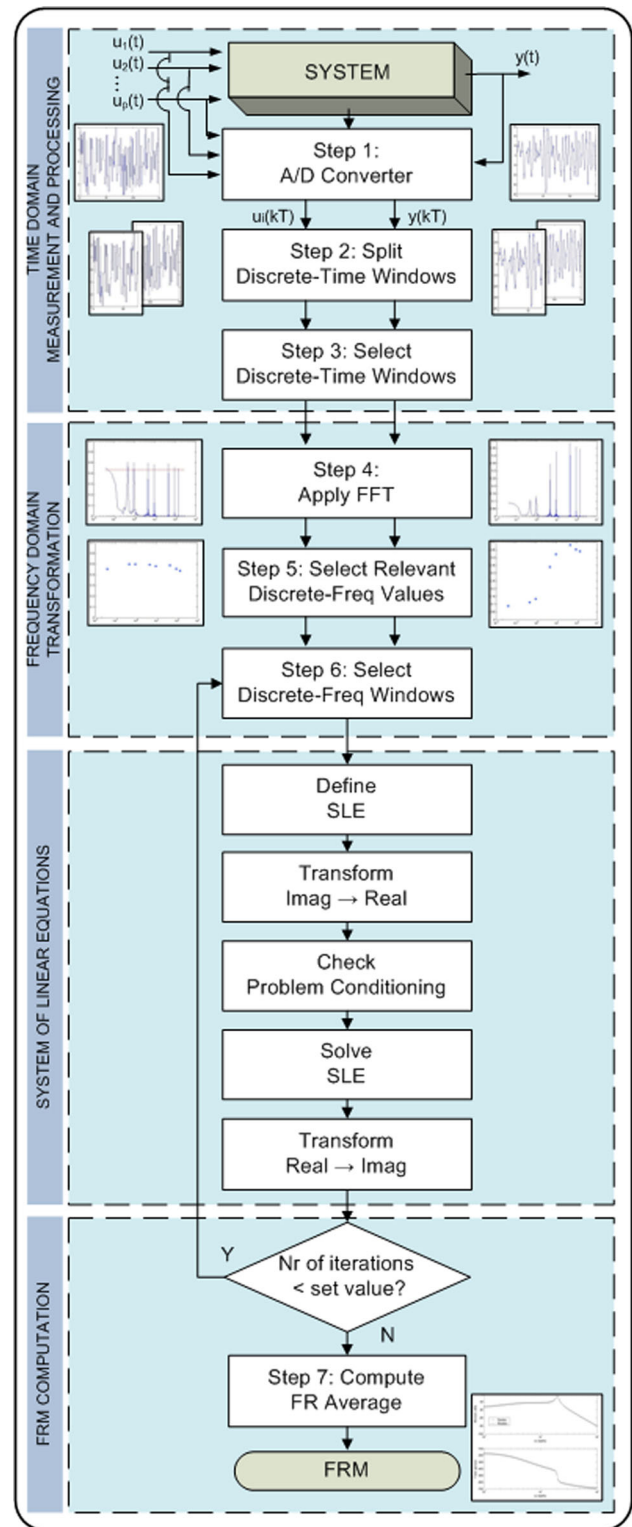 TIME DOMAIN
MEASUREMENT AND PROCESSING
u1(t)
u2(t)
up(t)
SYSTEM
y(t)
Step 1:
A/D Converter
ui(kT)
y(kT)
Step 2: Split
Discrete-Time Windows
Step 3: Select
Discrete-Time Windows
FREQUENCY DOMAIN
TRANSFORMATION
Step 4:
Apply FFT
Step 5: Select Relevant
Discrete-Freq Values
Step 6: Select
Discrete-Freq Windows
SYSTEM OF LINEAR EQUATIONS
Define
SLE
Transform
Imag → Real
Check
Problem Conditioning
Solve
SLE
Transform
Real → Imag
FRM COMPUTATION
Y
Nr of iterations
< set value?
N
Step 7: Compute
FR Average
FRM